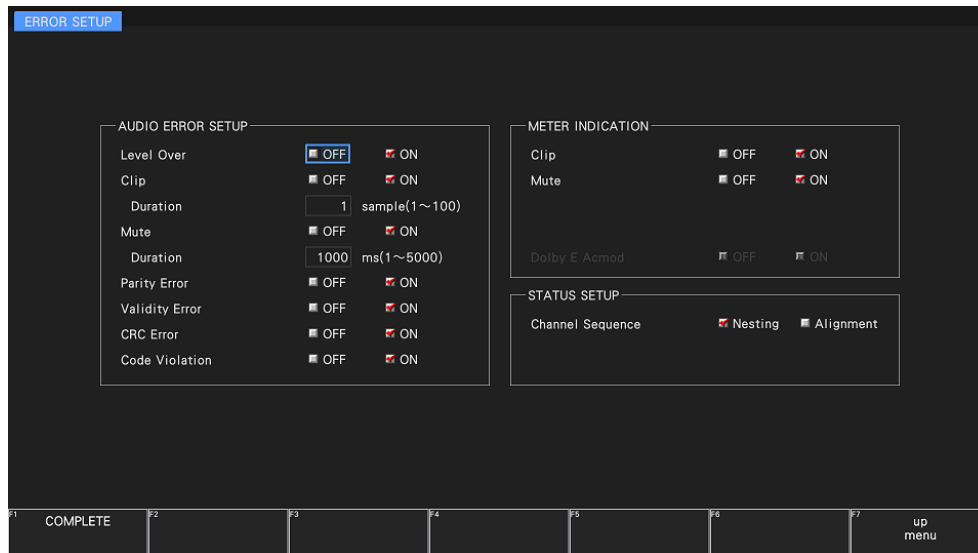 ERROR SETUP
AUDIO ERROR SETUP
Level Over OFF ON
Clip OFF ON
Duration 1 sample(1～100)
Mute OFF ON
Duration 1000 ms(1～5000)
Parity Error OFF ON
Validity Error OFF ON
CRC Error OFF ON
Code Violation OFF ON
METER INDICATION
Clip OFF ON
Mute OFF ON
Dolby E Acmod OFF ON
STATUS SETUP
Channel Sequence Nesting Alignment
F1 COMPLETE F2 F3 F4 F5 F6 F7 up
menu